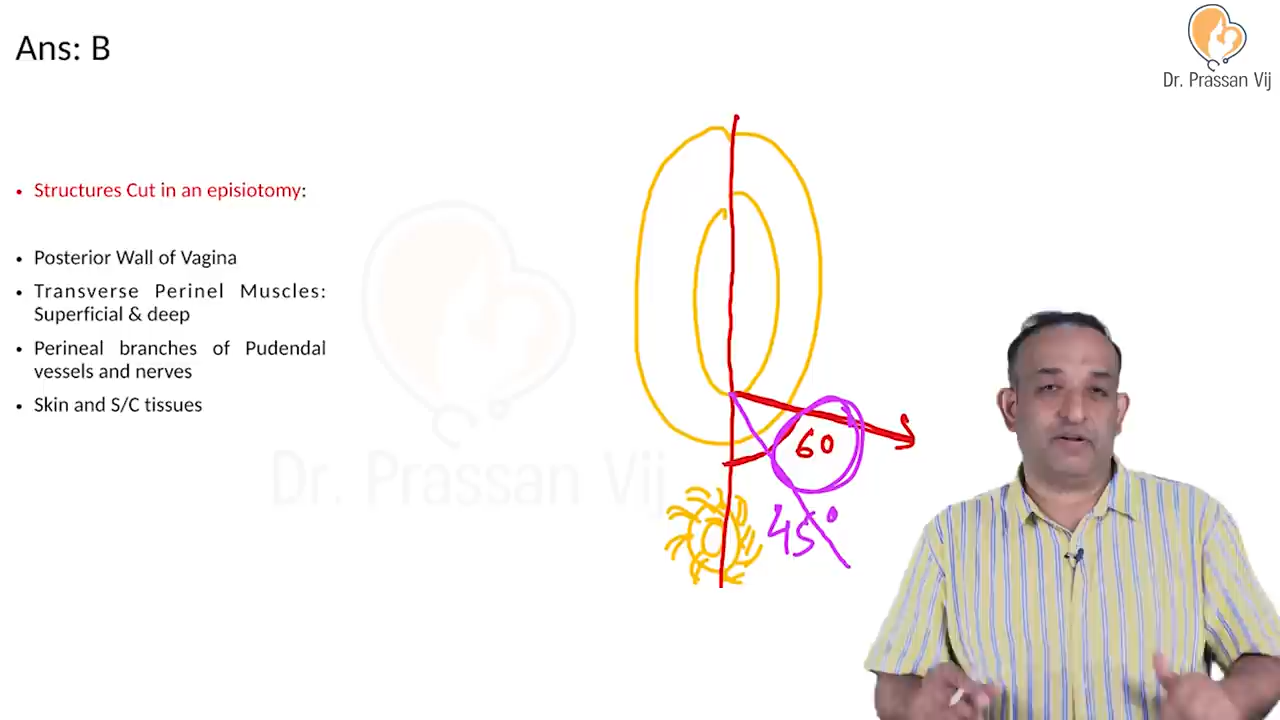 Ans: B
Dr. Prassan Vij
• Structures Cut in an episiotomy:
• Posterior Wall of Vagina
• Transverse Perinel Muscles:
Superficial & deep
• Perineal branches of Pudendal
vessels and nerves
• Skin and S/C tissues
Dr. Prassan Vij
60
45°